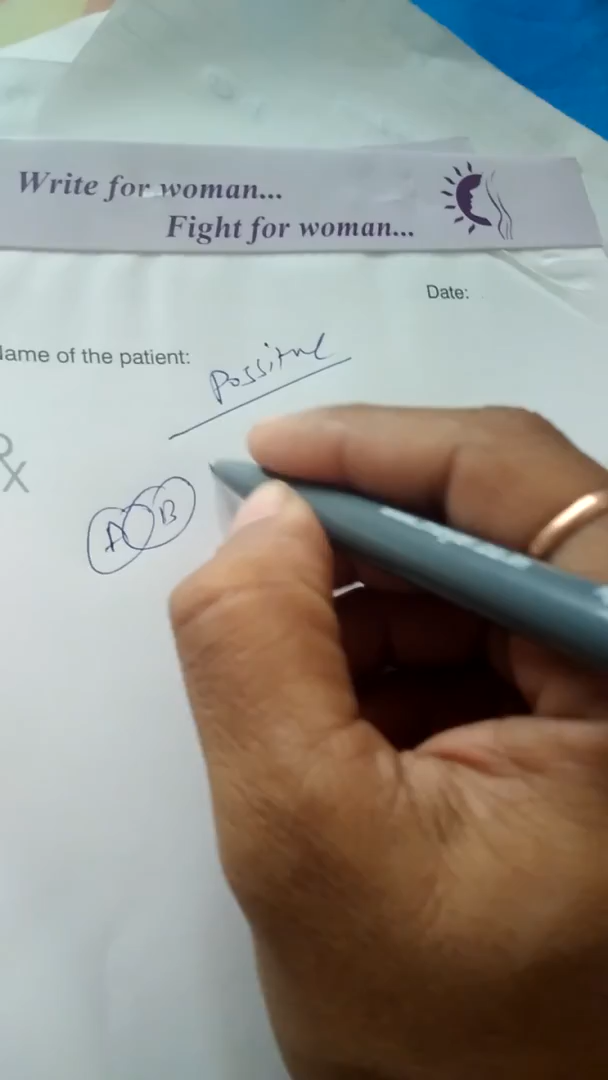 Write for woman...
Fight for woman...
Date:
Name of the patient:
Possitive
Rx
A B